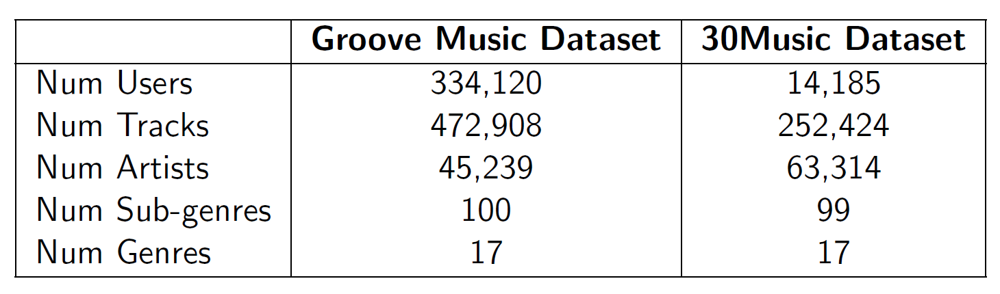 Groove Music Dataset 30Music Dataset
Num Users 334,120 14,185
Num Tracks 472,908 252,424
Num Artists 45,239 63,314
Num Sub-genres 100 99
Num Genres 17 17